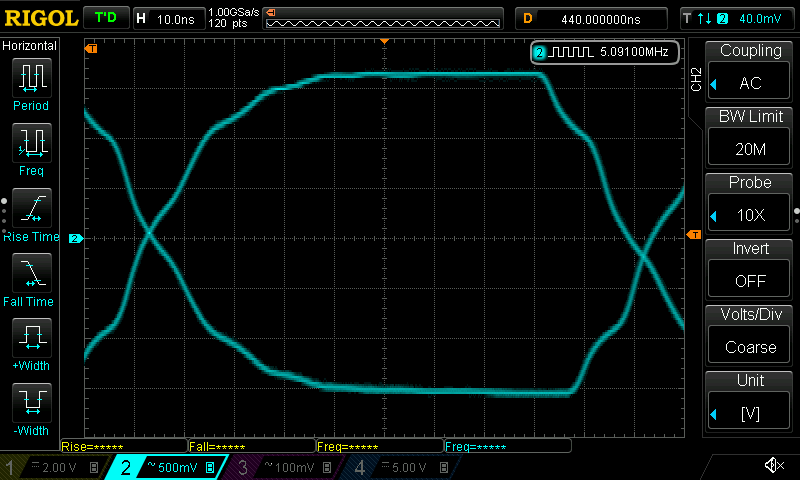 RIGOL T'D H 10.0ns 1.00GSa/s 120 pts D 440.000000ns T 2 40.0mV
Horizontal
Period
Freq
Rise Time
Fall Time
+Width
-Width
T
2 5.09100MHz
2
T
CH2
Coupling
AC
BW Limit
20M
Probe
10X
Invert
OFF
Volts/Div
Coarse
Unit
[V]
Rise=***** Fall=***** Freq=***** Freq=*****
1 2.00 V B 2 ~ 500mV B 3 ~ 100mV B 4 5.00 V B